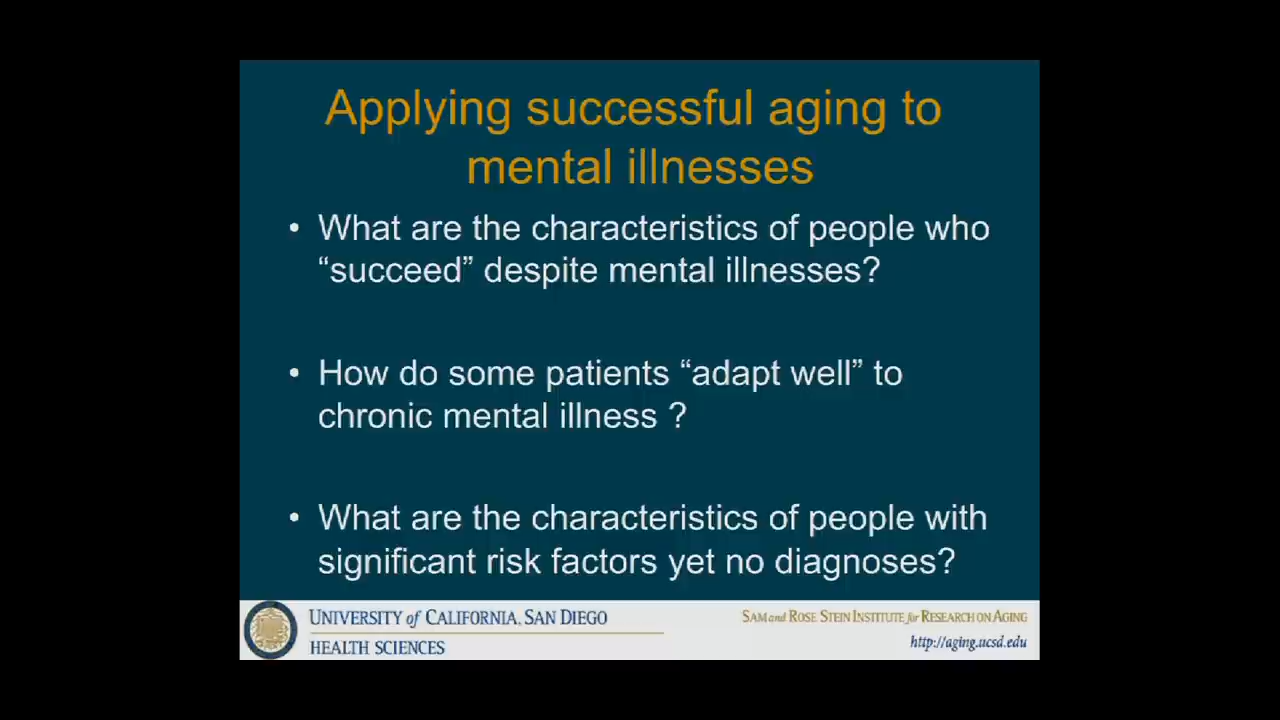 Applying successful aging to
mental illnesses
• What are the characteristics of people who
“succeed” despite mental illnesses?
• How do some patients “adapt well” to
chronic mental illness ?
• What are the characteristics of people with
significant risk factors yet no diagnoses?
UNIVERSITY of CALIFORNIA, SAN DIEGO
HEALTH SCIENCES
SAM and ROSE STEIN INSTITUTE for RESEARCH ON AGING
http://aging.ucsd.edu